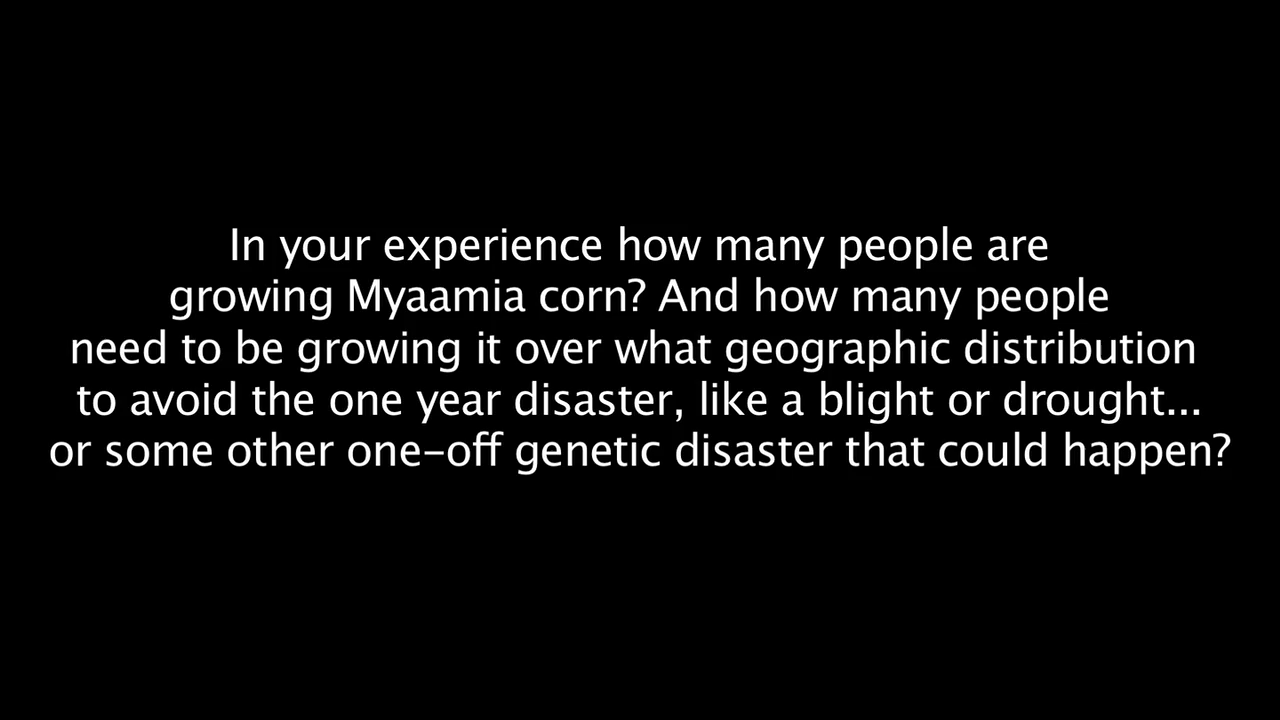 In your experience how many people are
growing Myaamia corn? And how many people
need to be growing it over what geographic distribution
to avoid the one year disaster, like a blight or drought...
or some other one-off genetic disaster that could happen?